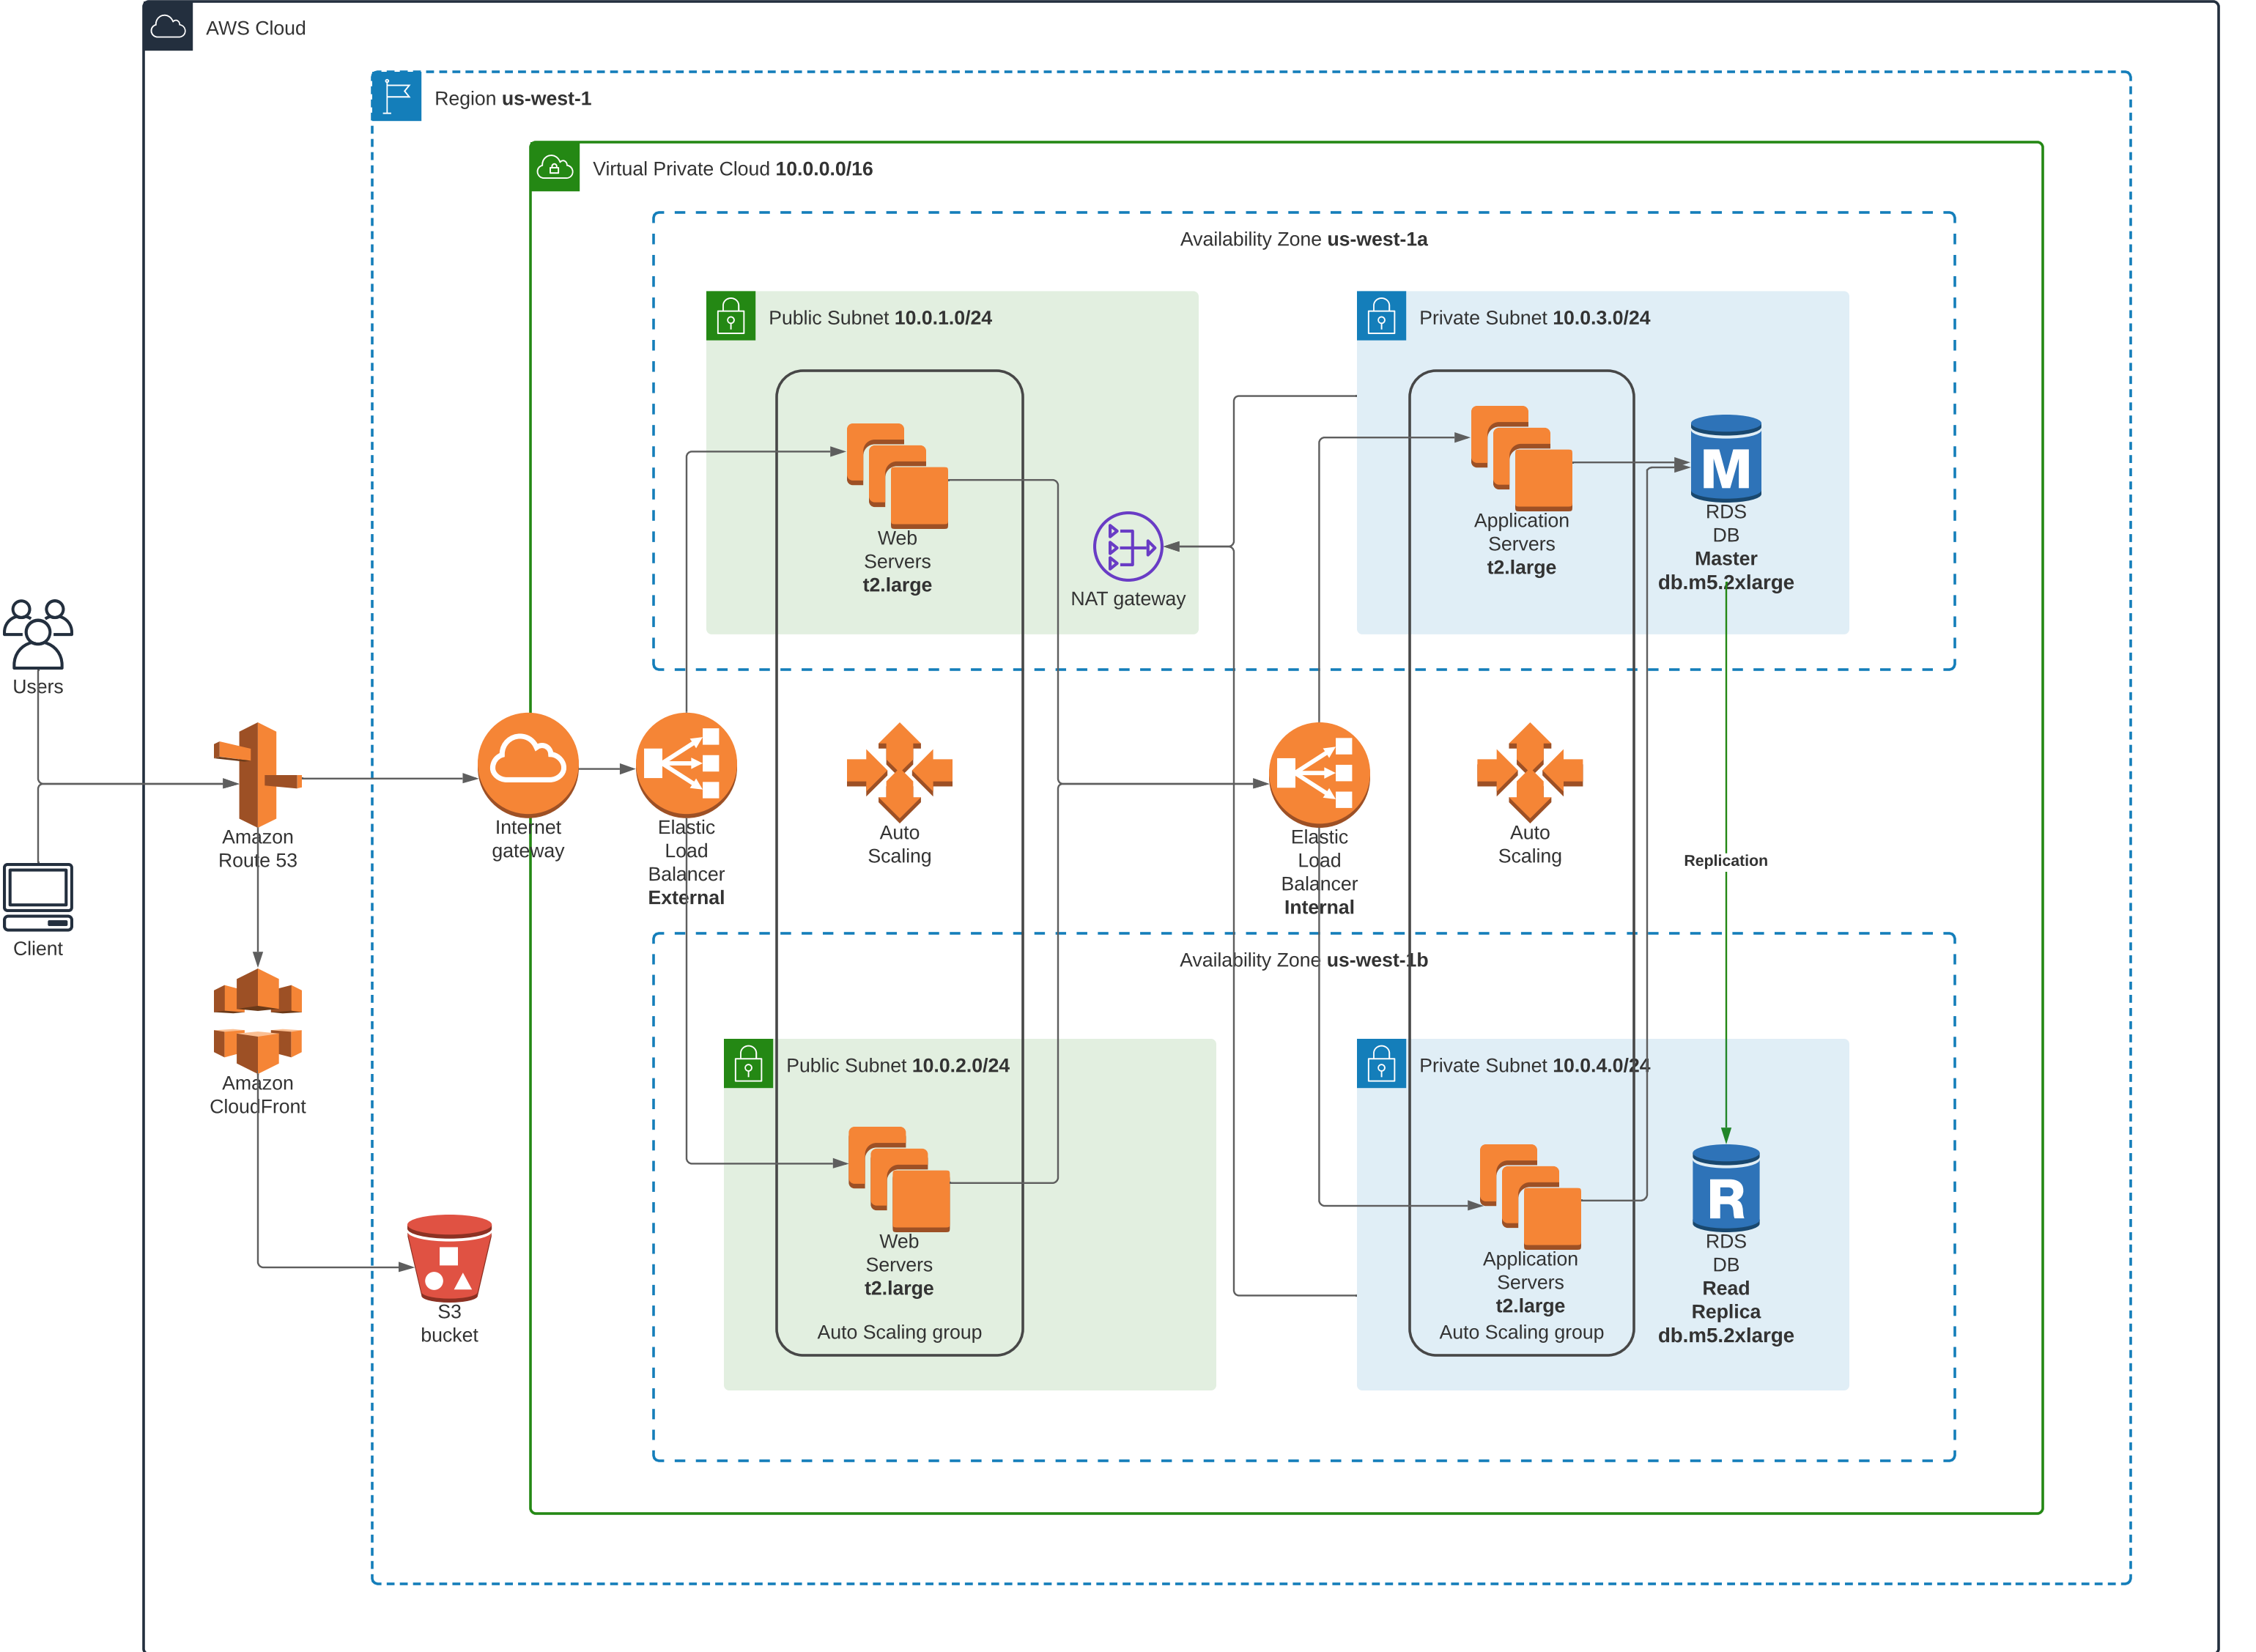 AWS Cloud
Region us-west-1
Virtual Private Cloud 10.0.0.0/16
Availability Zone us-west-1a
Public Subnet 10.0.1.0/24
Private Subnet 10.0.3.0/24
Web
Servers
t2.large
NAT gateway
Application
Servers
t2.large
RDS
DB
Master
db.m5.2xlarge
Users
Client
Amazon
Route 53
Internet
gateway
Elastic
Load
Balancer
External
Auto
Scaling
Elastic
Load
Balancer
Internal
Auto
Scaling
Replication
Amazon
CloudFront
S3
bucket
Availability Zone us-west-1b
Public Subnet 10.0.2.0/24
Private Subnet 10.0.4.0/24
Web
Servers
t2.large
Auto Scaling group
Application
Servers
t2.large
Auto Scaling group
RDS
DB
Read
Replica
db.m5.2xlarge
M
R